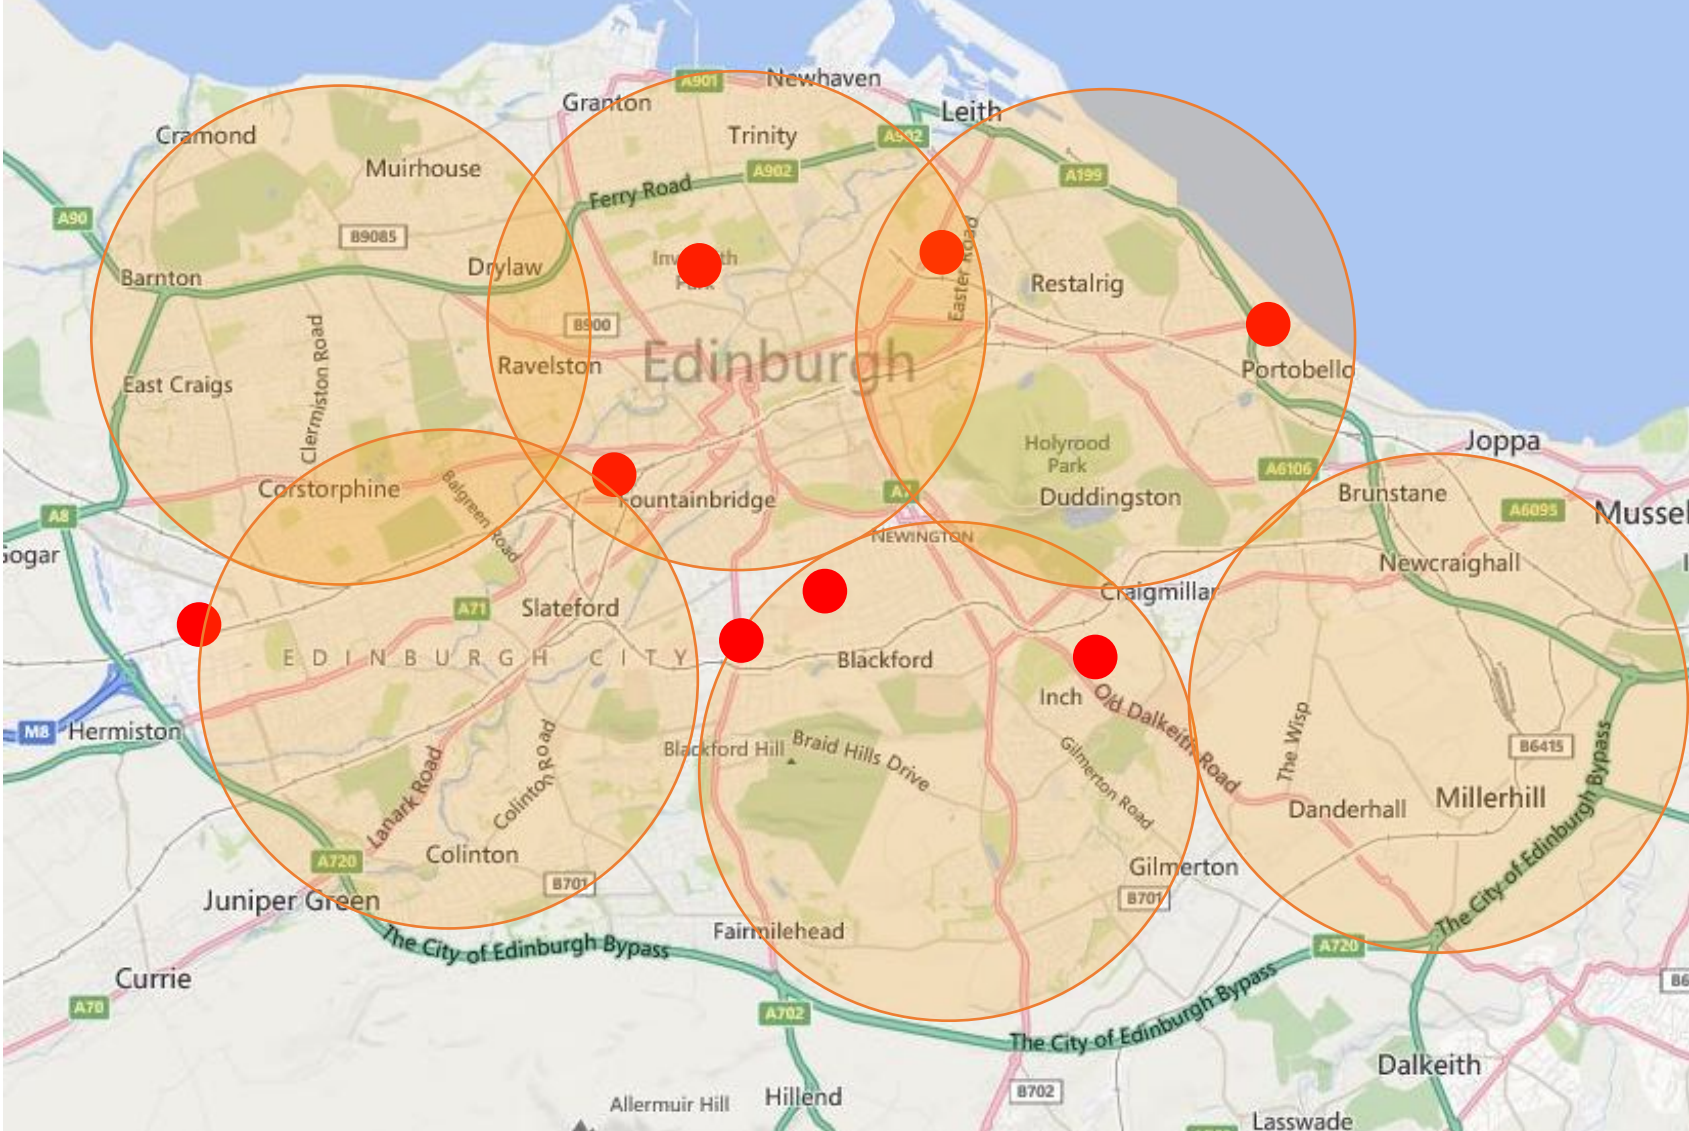 A901
Newhaven
Granton
Leith
Cramond
Trinity
A902
Muirhouse
A902
A199
Ferry Road
A90
B9085
Easter Road
Drylaw
Barnton
Restalrig
B900
Clermiston Road
Edinburgh
Ravelston
Portobello
East Craigs
Joppa
Holyrood
Park
A6106
Corstorphine
Balgreen Road
Fountainbridge
Duddingston
Brunstane
A6095
A8
NEWINGTON
Newcraighall
Craigmillar
A71
Slateford
EDINBURGH CITY
Blackford
Inch
Old Dalkeith Road
M8
Hermiston
Blackford Hill
Braid Hills Drive
Gilmerton Road
The Wisp
B6415
Lanark Road
Colinton Road
Millerhill
Danderhall
A720
Colinton
Gilmerton
B701
B701
Juniper Green
Fairmilehead
The City of Edinburgh Bypass
The City of Edinburgh Bypass
A720
Currie
A70
A702
The City of Edinburgh Bypass
Dalkeith
B702
Hillend
Allermuir Hill
Lasswade